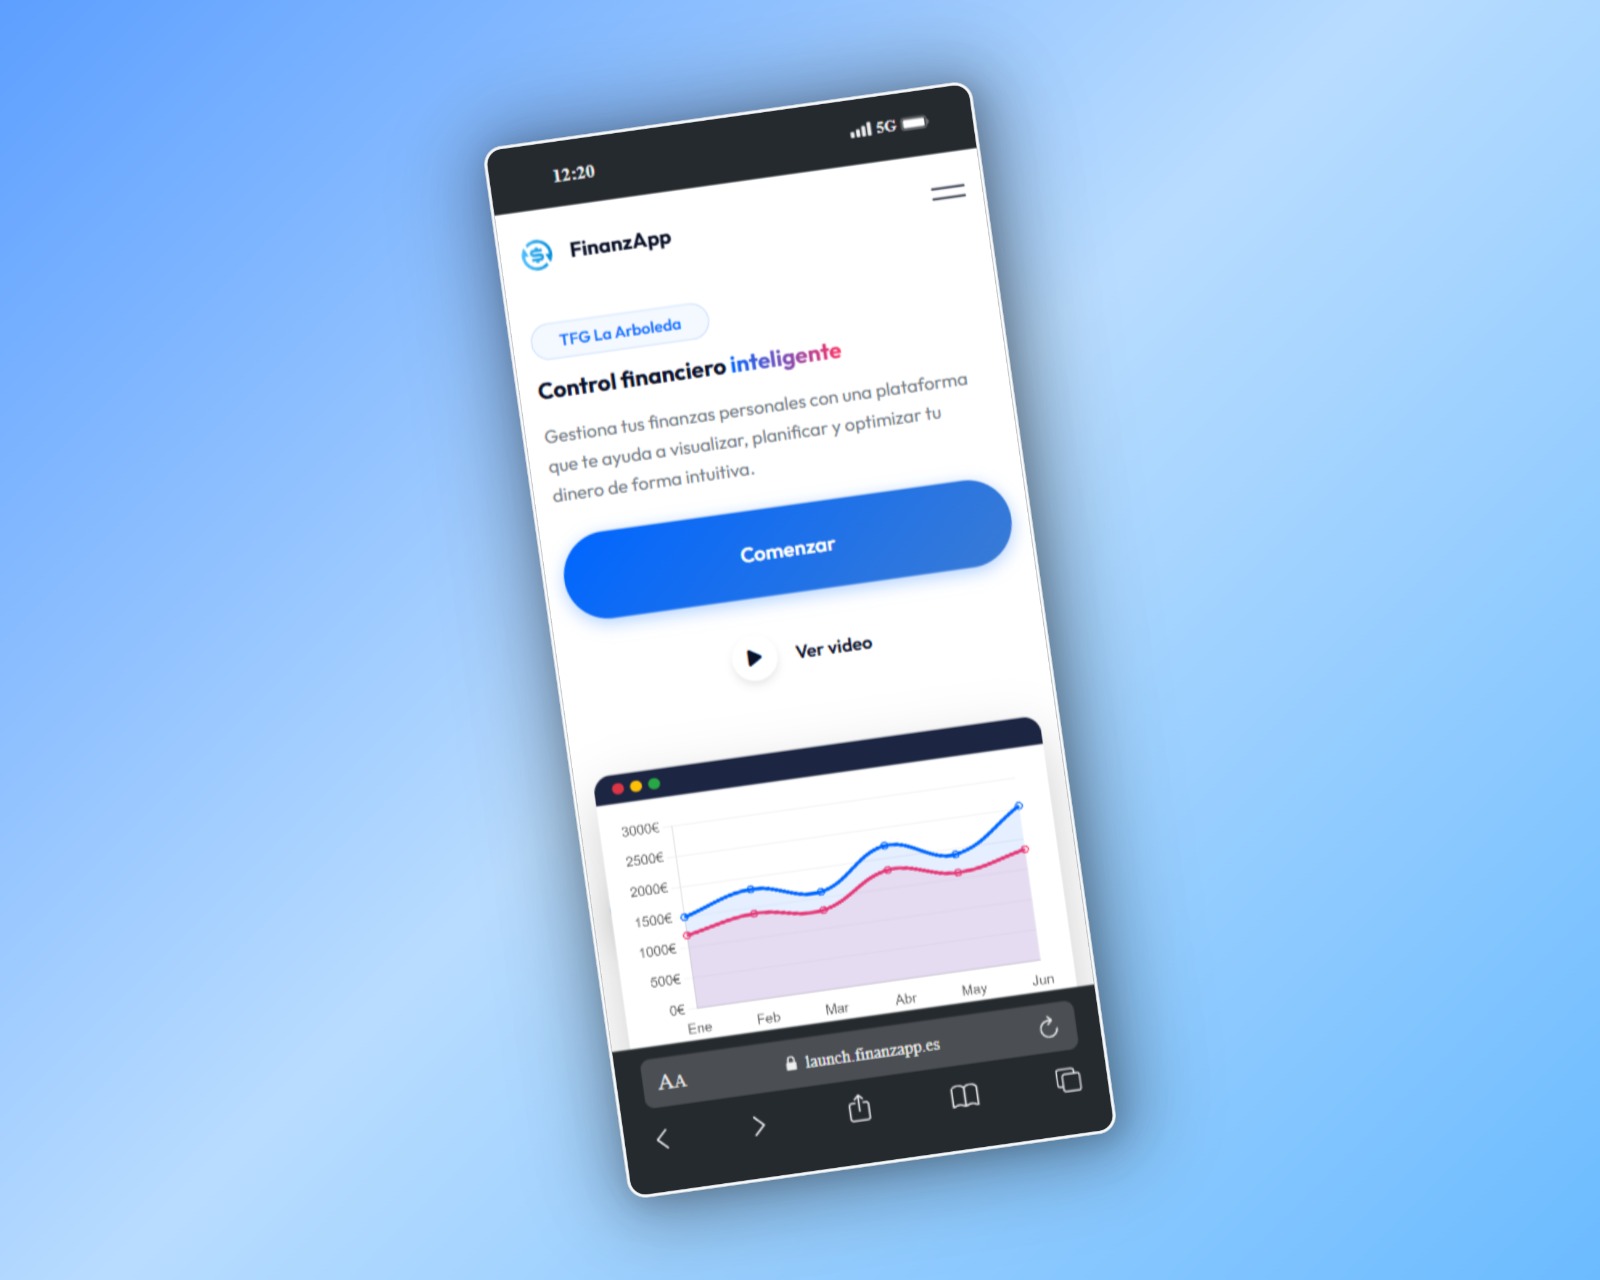 12:20
5G
FinanzApp
TFG La Arboleda
Control financiero inteligente
Gestiona tus finanzas personales con una plataforma
que te ayuda a visualizar, planificar y optimizar tu
dinero de forma intuitiva.
Comenzar
Ver video
3000€
2500€
2000€
1500€
1000€
500€
0€
Ene Feb Mar Abr May Jun
AA launch.finanzapp.es